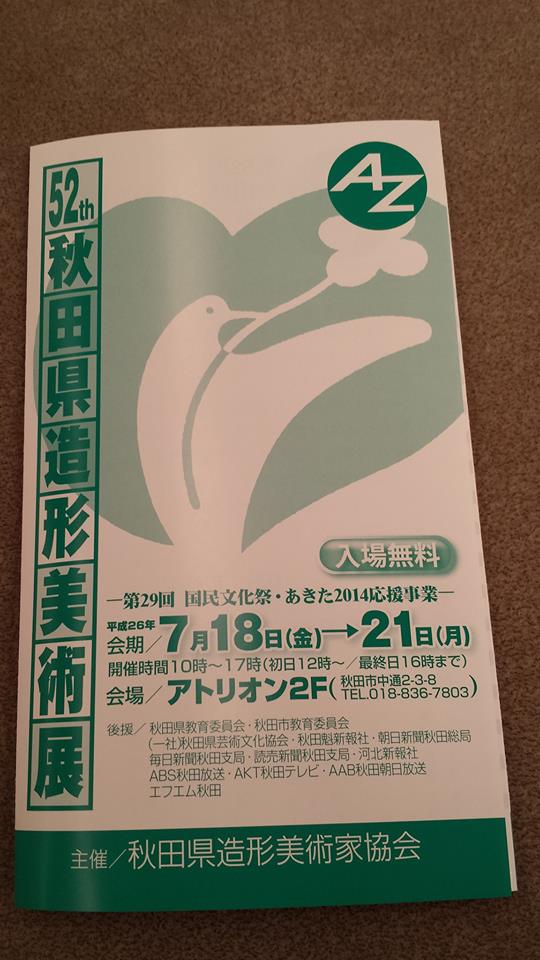 AZ
52th秋田県造形美術展
入場無料
―第29回 国民文化祭・あきた2014応援事業―
平成26年
会期／7月18日(金)→21日(月)
開催時間10時～17時(初日12時～／最終日16時まで)
会場／アトリオン2F(秋田市中通2-3-8
TEL.018-836-7803)
後援／秋田県教育委員会・秋田市教育委員会
(一社)秋田県芸術文化協会・秋田魁新報社・朝日新聞秋田総局
毎日新聞秋田支局・読売新聞秋田支局・河北新報社
ABS秋田放送・AKT秋田テレビ・AAB秋田朝日放送
エフエム秋田
主催／秋田県造形美術家協会